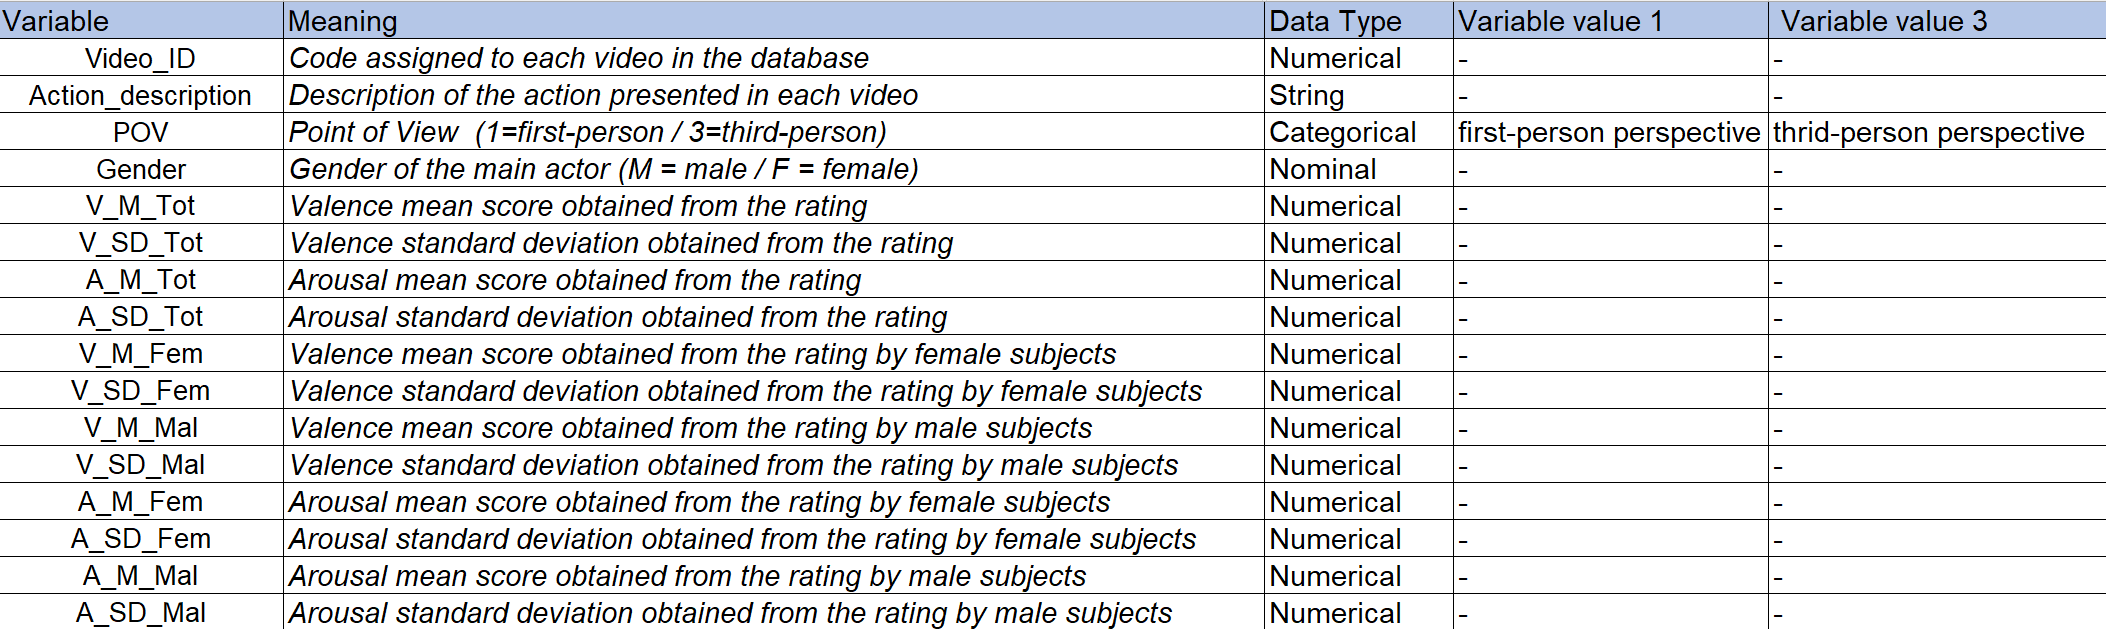 Variable Meaning Data Type Variable value 1 Variable value 3
Video_ID Code assigned to each video in the database Numerical - -
Action_description Description of the action presented in each video String - -
POV Point of View (1=first-person / 3=third-person) Categorical first-person perspective thrid-person perspective
Gender Gender of the main actor (M = male / F = female) Nominal - -
V_M_Tot Valence mean score obtained from the rating Numerical - -
V_SD_Tot Valence standard deviation obtained from the rating Numerical - -
A_M_Tot Arousal mean score obtained from the rating Numerical - -
A_SD_Tot Arousal standard deviation obtained from the rating Numerical - -
V_M_Fem Valence mean score obtained from the rating by female subjects Numerical - -
V_SD_Fem Valence standard deviation obtained from the rating by female subjects Numerical - -
V_M_Mal Valence mean score obtained from the rating by male subjects Numerical - -
V_SD_Mal Valence standard deviation obtained from the rating by male subjects Numerical - -
A_M_Fem Arousal mean score obtained from the rating by female subjects Numerical - -
A_SD_Fem Arousal standard deviation obtained from the rating by female subjects Numerical - -
A_M_Mal Arousal mean score obtained from the rating by male subjects Numerical - -
A_SD_Mal Arousal standard deviation obtained from the rating by male subjects Numerical - -